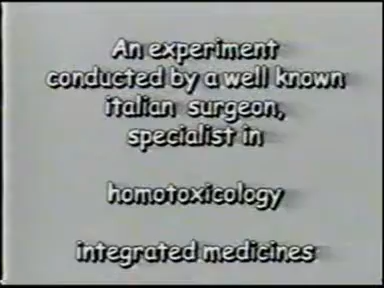 An experiment
conducted by a well known
italian surgeon,
specialist in
homotoxicology
integrated medicines